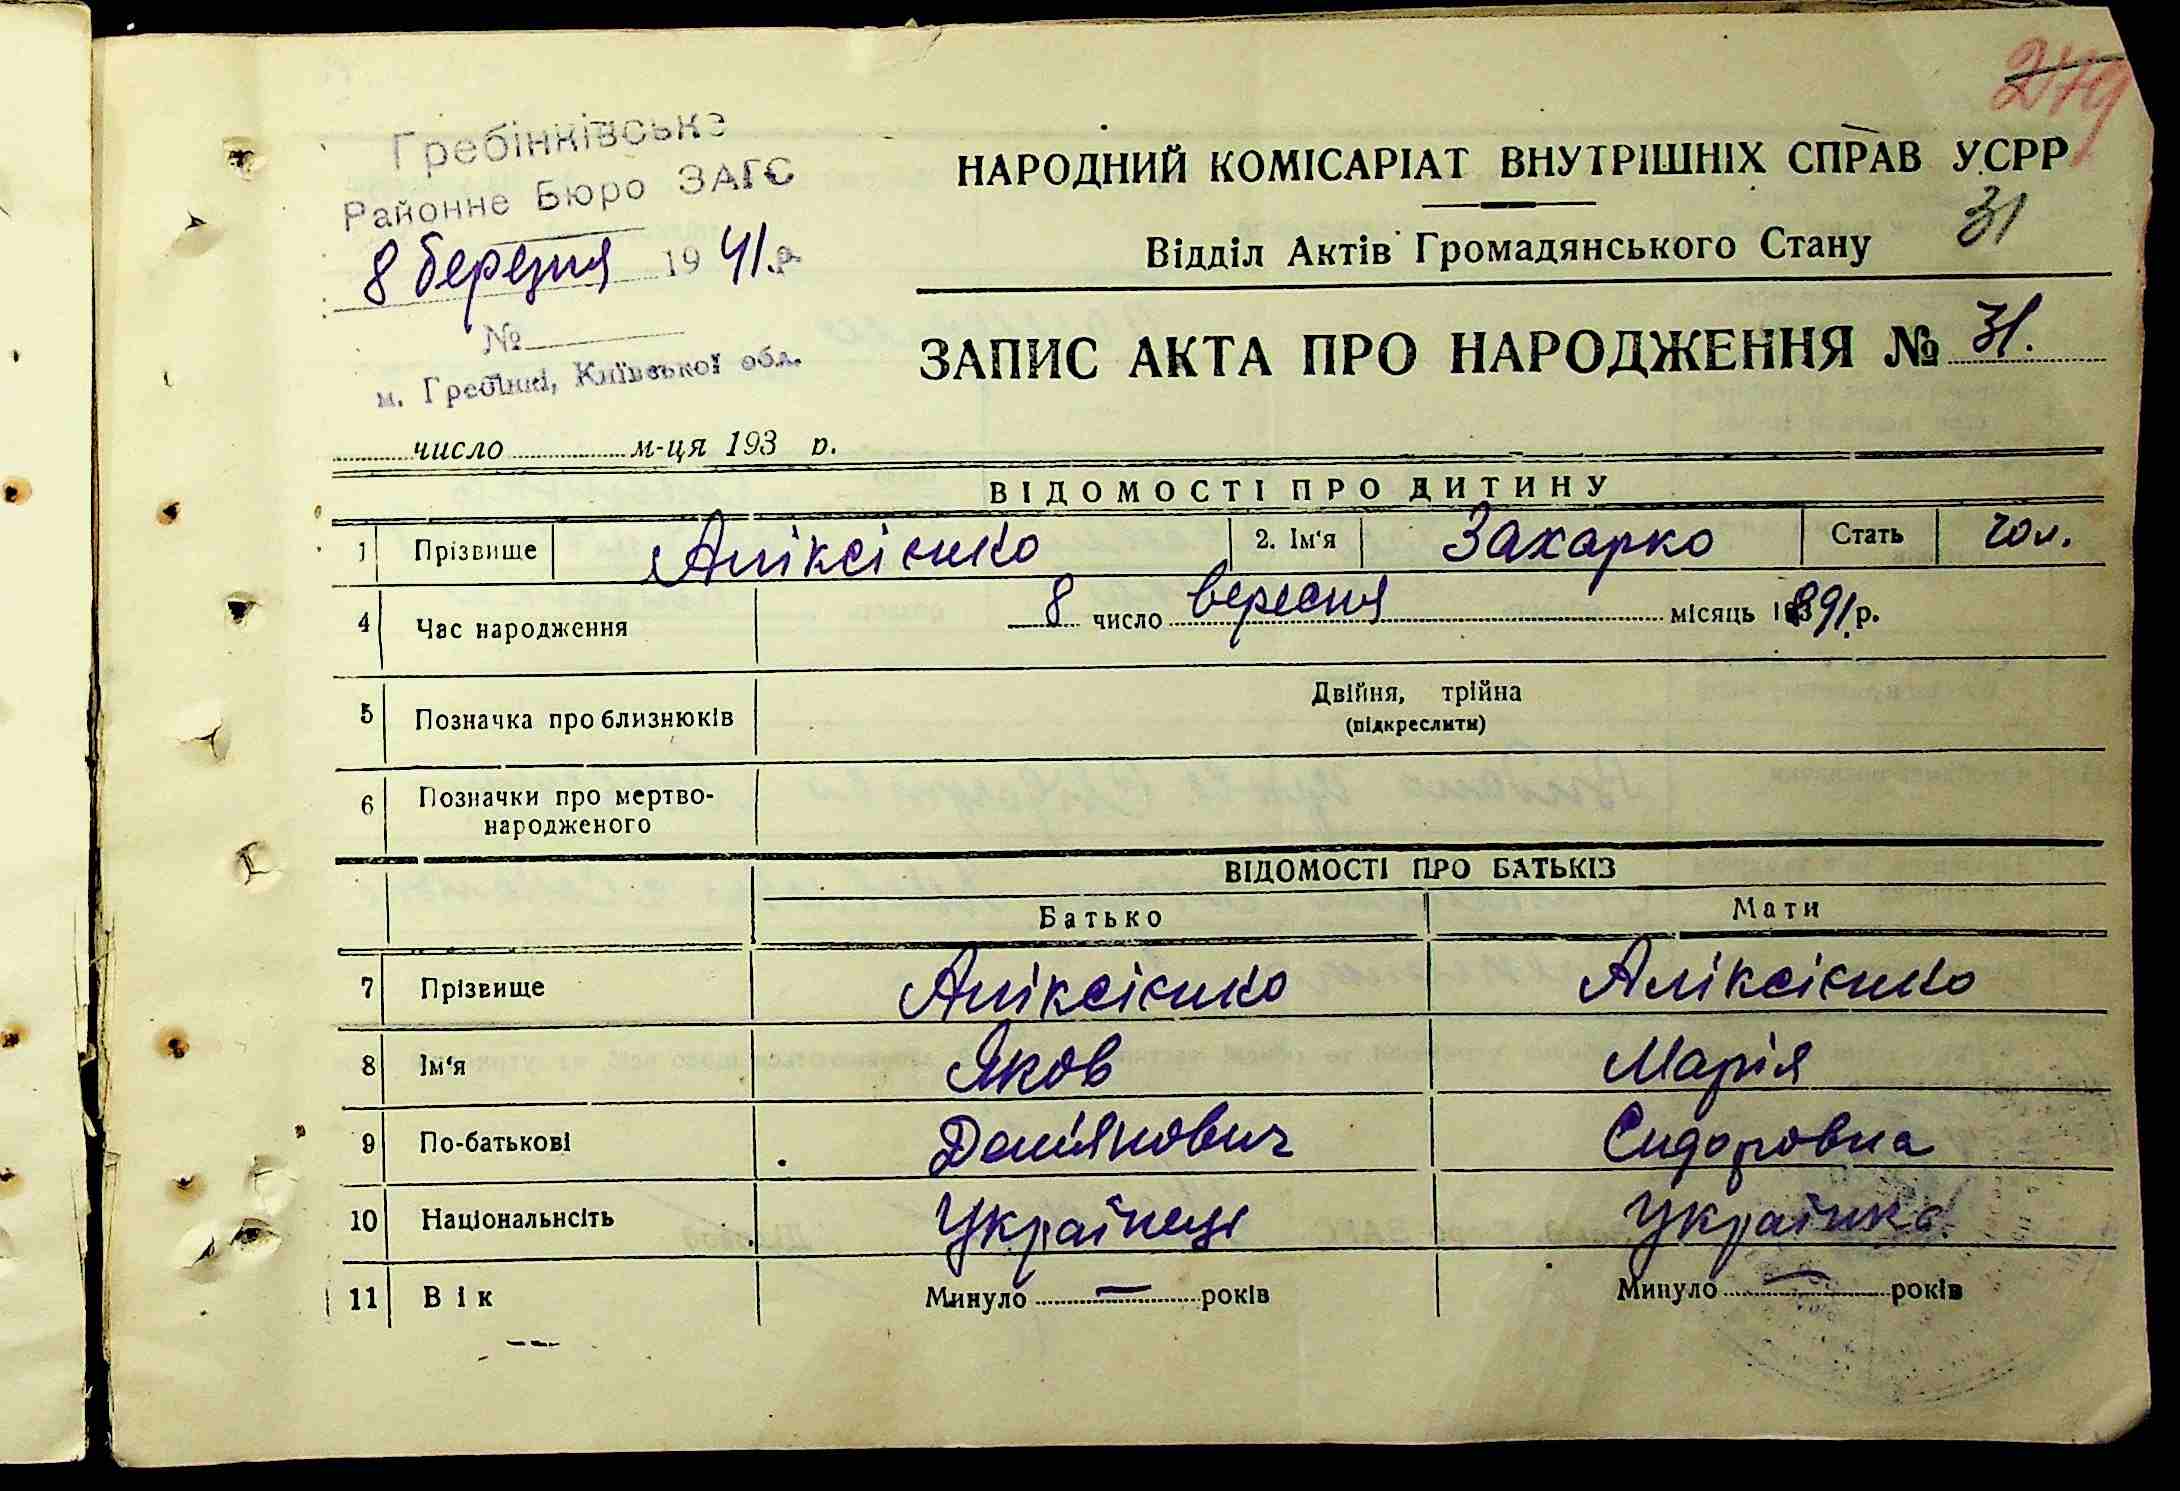 249
Гребінківське
Районне Бюро ЗАГС
8 березня 1941 р.
№
м. Гребінки, Київської обл.
НАРОДНИЙ КОМІСАРІАТ ВНУТРІШНІХ СПРАВ УСРР
Відділ Актів Громадянського Стану 31
ЗАПИС АКТА ПРО НАРОДЖЕННЯ № 31.
число м-ця 193 р.
ВІДОМОСТІ ПРО ДИТИНУ
1 Прізвище Аліксієнко 2. Ім'я Захарко Стать чол.
4 Час народження 8 число вересня місяць 1891 р.
5 Позначка про близнюків Двійня, трійна
(підкреслити)
6 Позначки про мертво-
народженого
ВІДОМОСТІ ПРО БАТЬКІВ
Батько Мати
7 Прізвище Аліксієнко Аліксієнко
8 Ім'я Яков Марія
9 По-батькові Дем'янович Сидоровна
10 Національнсіть Українець Українка
11 Вік Минуло — років Минуло — років